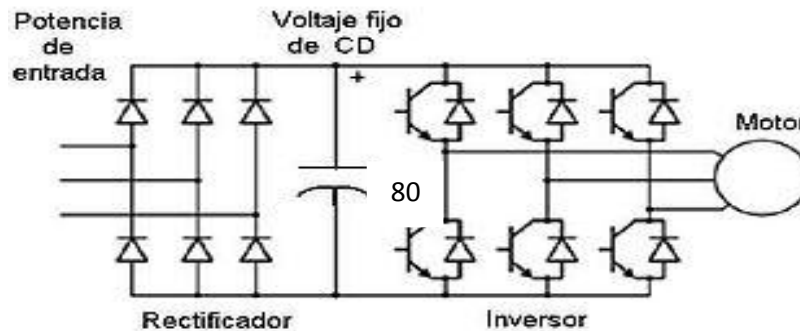 Potencia
de
entrada
Voltaje fijo
de CD
+
80
Motor
Rectificador
Inversor